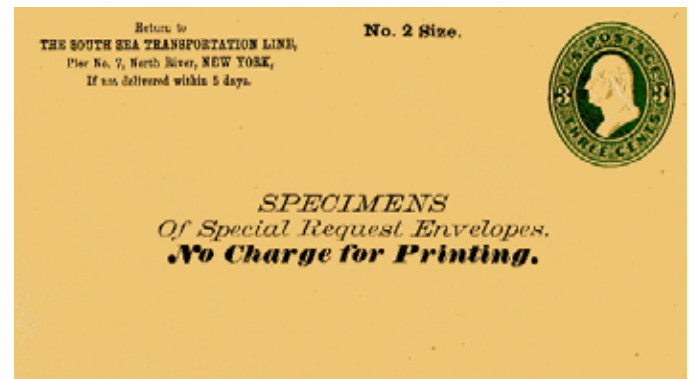 Return to
THE SOUTH SEA TRANSPORTATION LINE,
Pier No. 7, North River, NEW YORK,
If not delivered within 5 days.
No. 2 Size.
U.S. POSTAGE
3 3
THREE CENTS
SPECIMENS
Of Special Request Envelopes.
No Charge for Printing.